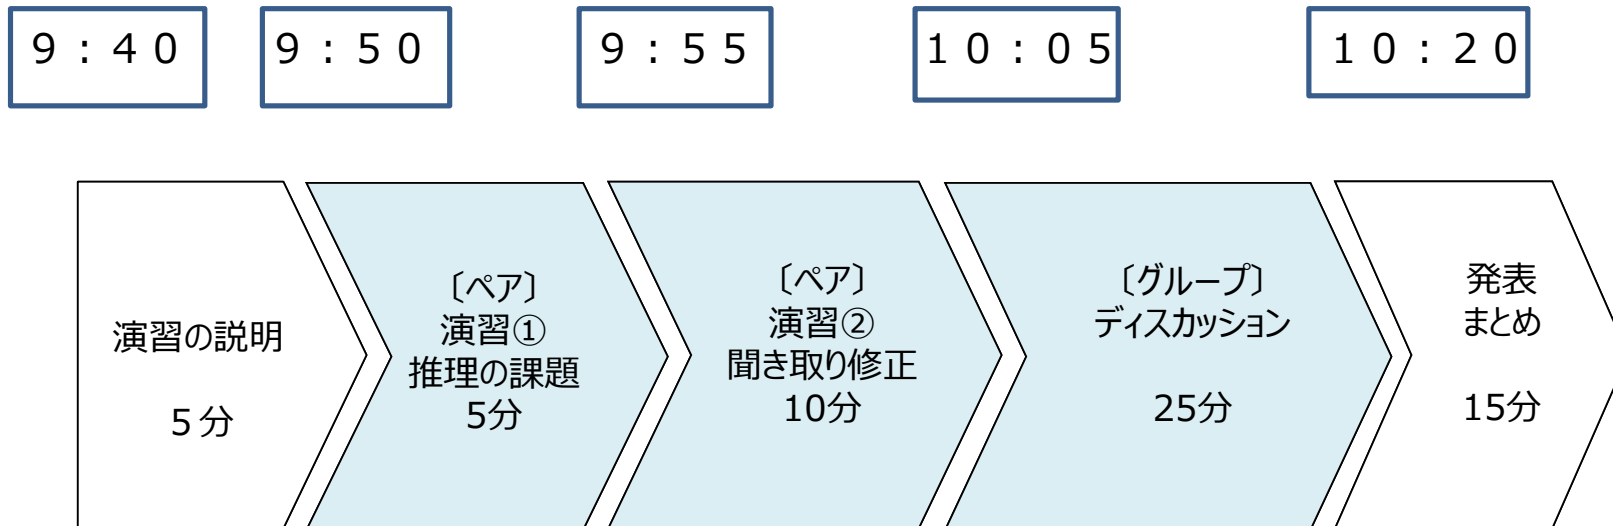 9：40
9：50
9：55
10：05
10：20
演習の説明
5分
〔ペア〕
演習①
推理の課題
5分
〔ペア〕
演習②
聞き取り修正
10分
〔グループ〕
ディスカッション
25分
発表
まとめ
15分